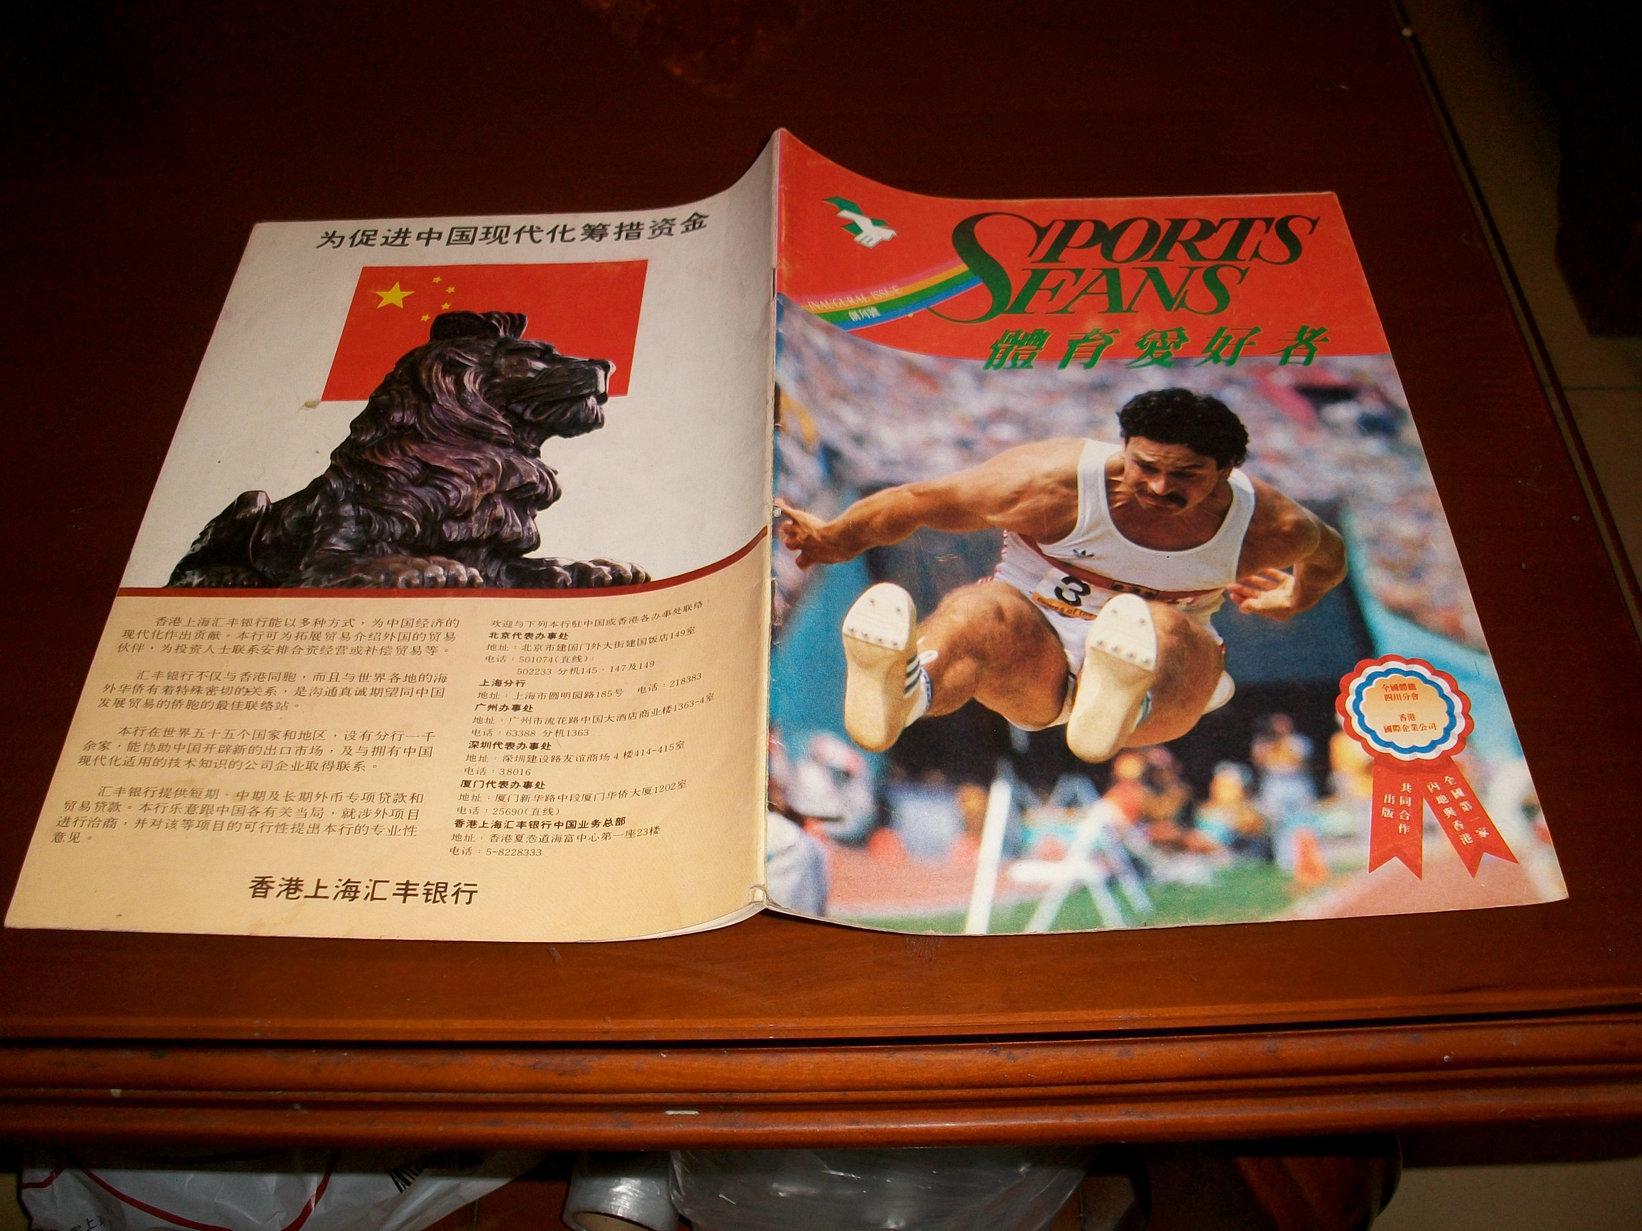 为促进中国现代化筹措资金
香港上海汇丰银行能以多种方式，为中国经济的
现代化作出贡献。本行可为拓展贸易介绍外国的贸易
伙伴，为投资人士联系安排合资经营或补偿贸易等。
汇丰银行不仅与香港同胞，而且与世界各地的海
外华侨有着特殊密切的关系，是沟通真诚期望同中国
发展贸易的侨胞的最佳联络站。
本行在世界五十五个国家和地区，设有分行一千
余家，能协助中国开辟新的出口市场，及与拥有中国
现代化适用的技术知识的公司企业取得联系。
汇丰银行提供短期、中期及长期外币专项贷款和
贸易贷款。本行乐意跟中国各有关当局，就涉外项目
进行洽商，并对该等项目的可行性提出本行的专业性
意见。
欢迎与下列本行驻中国或香港各办事处联络：
北京代表办事处
地址：北京市建国门外大街建国饭店149室
电话：501074(直线)；
502233 分机145、147及149
上海分行
地址：上海市圆明园路185号 电话：218383
广州办事处
地址：广州市流花路中国大酒店商业楼1363-4室
电话：63388 分机1363
深圳代表办事处
地址：深圳建设路友谊商场4楼414-415室
电话：38016
厦门代表办事处
地址：厦门新华路中段厦门华侨大厦1202室
电话：25690(直线)
香港上海汇丰银行中国业务总部
地址：香港夏悫道海富中心第一座23楼
电话：5-8228333
香港上海汇丰银行
SPORTS
FANS
INAUGURAL ISSUE
創刊號
體育愛好者
3
全國體總
四川分會
香港
國際企業公司
全國第一家
內地與香港
共同合作
出版